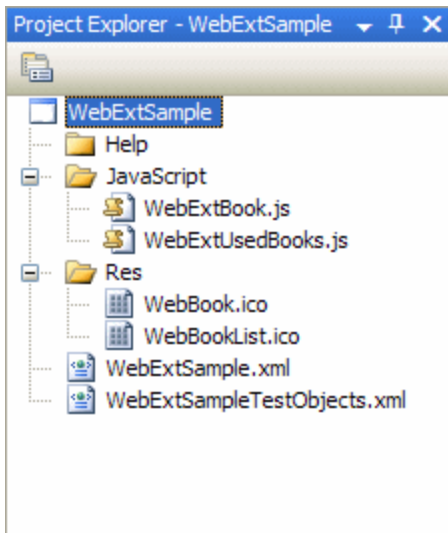 Project Explorer - WebExtSample
WebExtSample
Help
JavaScript
WebExtBook.js
WebExtUsedBooks.js
Res
WebBook.ico
WebBookList.ico
WebExtSample.xml
WebExtSampleTestObjects.xml